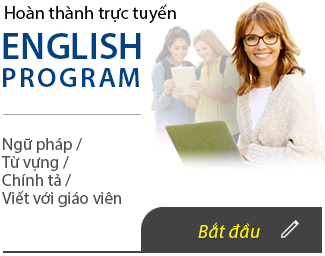 Hoàn thành trực tuyến
ENGLISH
PROGRAM
Ngữ pháp /
Từ vựng /
Chính tả /
Viết với giáo viên
Bắt đầu